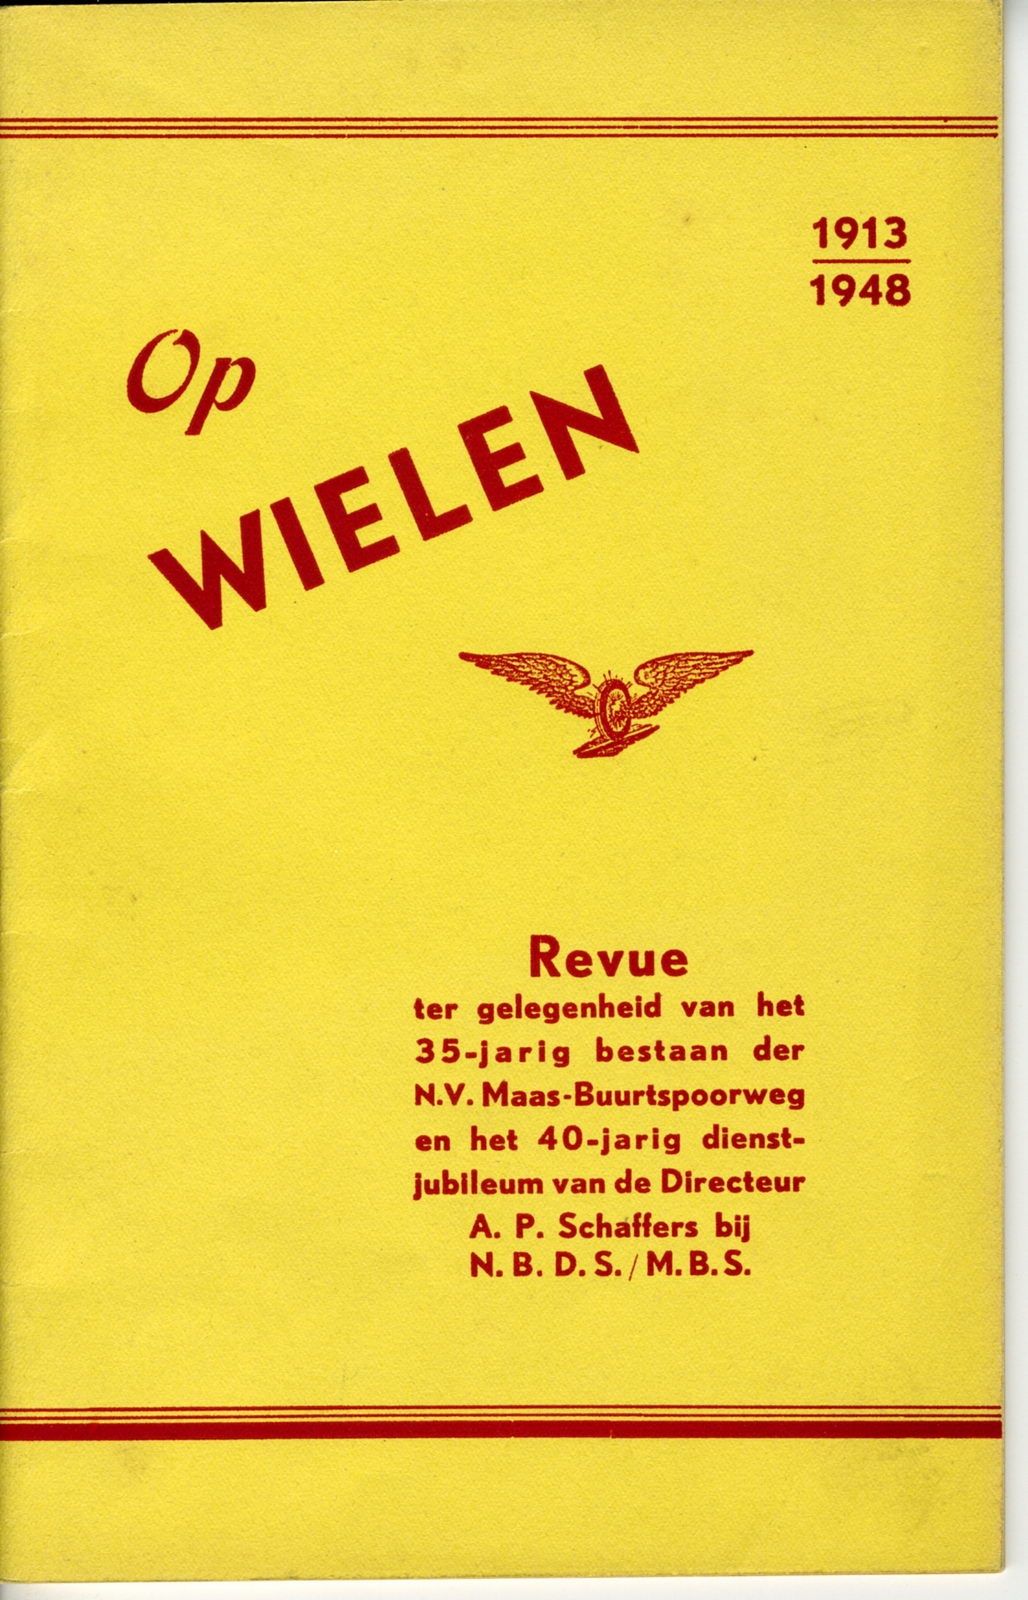 1913
1948
Op
WIELEN
Revue
ter gelegenheid van het
35-jarig bestaan der
N.V. Maas-Buurtspoorweg
en het 40-jarig dienst-
jubileum van de Directeur
A. P. Schaffers bij
N. B. D. S. / M. B. S.